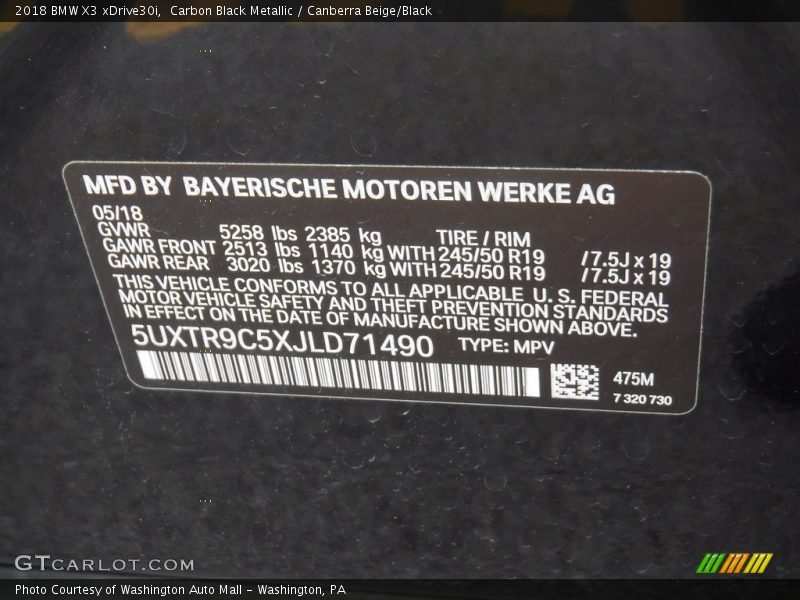 2018 BMW X3 xDrive30i, Carbon Black Metallic / Canberra Beige/Black
MFD BY BAYERISCHE MOTOREN WERKE AG
05/18
GVWR 5258 lbs 2385 kg TIRE / RIM
GAWR FRONT 2513 lbs 1140 kg WITH 245/50 R19 /7.5J x 19
GAWR REAR 3020 lbs 1370 kg WITH 245/50 R19 /7.5J x 19
THIS VEHICLE CONFORMS TO ALL APPLICABLE U. S. FEDERAL
MOTOR VEHICLE SAFETY AND THEFT PREVENTION STANDARDS
IN EFFECT ON THE DATE OF MANUFACTURE SHOWN ABOVE.
5UXTR9C5XJLD71490 TYPE: MPV
475M
7 320 730
GTCARLOT.COM
Photo Courtesy of Washington Auto Mall - Washington, PA